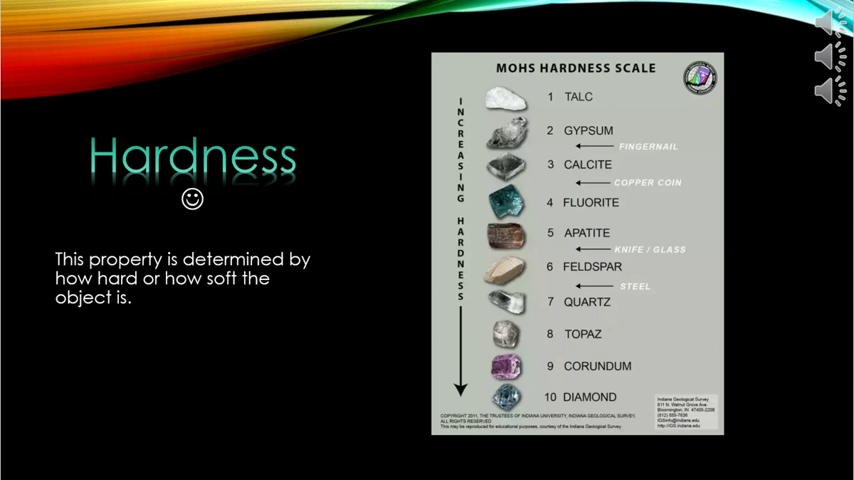 Hardness
☺
This property is determined by
how hard or how soft the
object is.
MOHS HARDNESS SCALE
INCREASING HARDNESS
1 TALC
2 GYPSUM
FINGERNAIL
3 CALCITE
COPPER COIN
4 FLUORITE
5 APATITE
KNIFE / GLASS
6 FELDSPAR
STEEL
7 QUARTZ
8 TOPAZ
9 CORUNDUM
10 DIAMOND
COPYRIGHT 2011, THE TRUSTEES OF INDIANA UNIVERSITY, INDIANA GEOLOGICAL SURVEY,
ALL RIGHTS RESERVED
This may be reproduced for educational purposes, courtesy of the Indiana Geological Survey.
Indiana Geological Survey
611 N. Walnut Grove Ave.
Bloomington, IN 47405-2208
(812) 855-7636
IGSinfo@indiana.edu
http://IGS.indiana.edu